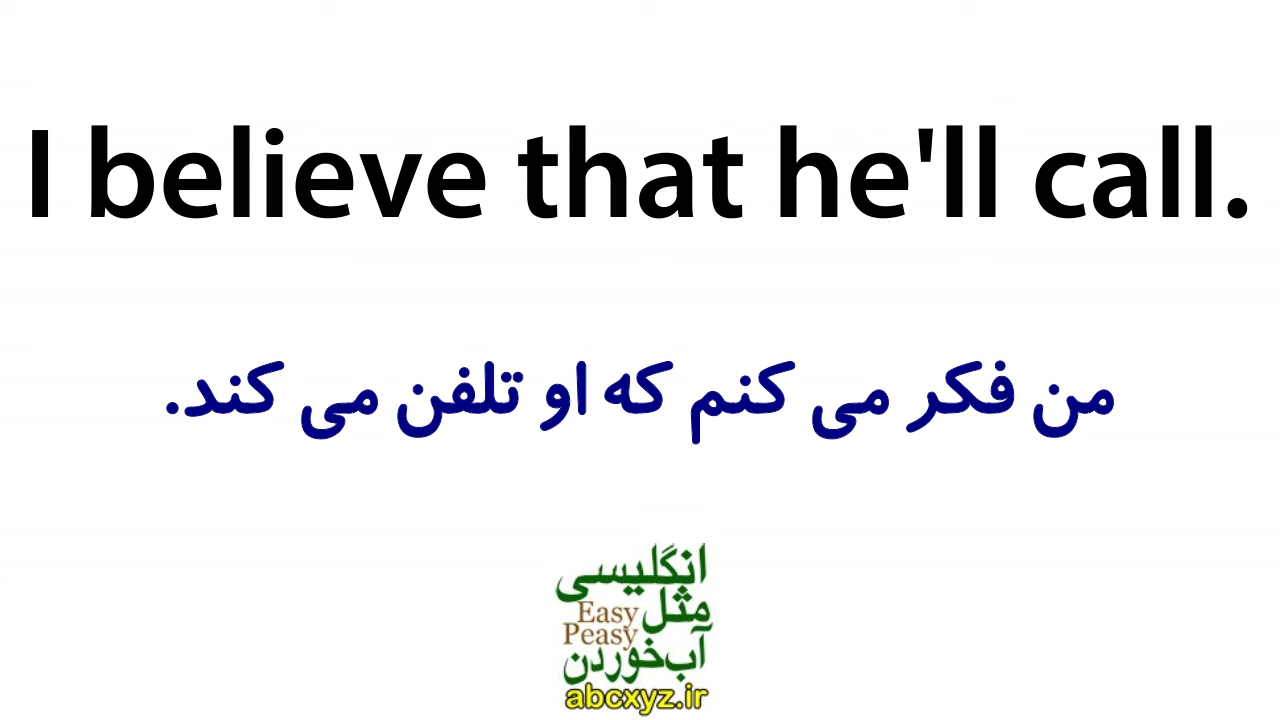 I believe that he'll call.
من فکر می کنم که او تلفن می کند.
انگلیسی
مثل
Easy
Peasy
آب‌خوردن
abcxyz.ir